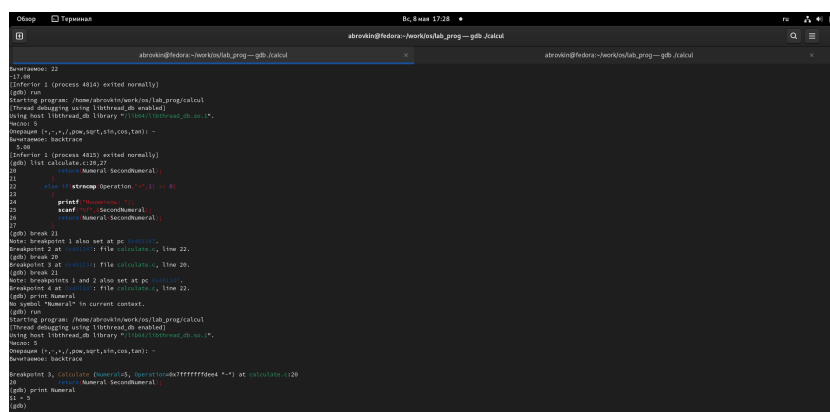 Обзор
Терминал
Вс, 8 мая 17:28
ru
abrovkin@fedora:~/work/os/lab_prog — gdb ./calcul
abrovkin@fedora:~/work/os/lab_prog — gdb ./calcul
abrovkin@fedora:~/work/os/lab_prog — gdb ./calcul
Вычитаемое: 22
-17.00
[Inferior 1 (process 4814) exited normally]
(gdb) run
Starting program: /home/abrovkin/work/os/lab_prog/calcul
[Thread debugging using libthread_db enabled]
Using host libthread_db library "/lib64/libthread_db.so.1".
Число: 5
Операция (+,-,*,/,pow,sqrt,sin,cos,tan): -
Вычитаемое: backtrace
5.00
[Inferior 1 (process 4815) exited normally]
(gdb) list calculate.c:20,27
20 return(Numeral-SecondNumeral);
21 }
22 else if(strncmp(Operation,"*",1) == 0)
23 {
24 printf("Множитель: ");
25 scanf("%f",&SecondNumeral);
26 return(Numeral*SecondNumeral);
27 }
(gdb) break 21
Note: breakpoint 1 also set at pc
Breakpoint 2 at : file calculate.c, line 22.
(gdb) break 20
Breakpoint 3 at : file calculate.c, line 20.
(gdb) break 21
Note: breakpoints 1 and 2 also set at pc
Breakpoint 4 at : file calculate.c, line 22.
(gdb) print Numeral
No symbol "Numeral" in current context.
(gdb) run
Starting program: /home/abrovkin/work/os/lab_prog/calcul
[Thread debugging using libthread_db enabled]
Using host libthread_db library "/lib64/libthread_db.so.1".
Число: 5
Операция (+,-,*,/,pow,sqrt,sin,cos,tan): -
Вычитаемое: backtrace
Breakpoint 3, Calculate (Numeral=5, Operation=0x7fffffffdee4 "-") at calculate.c:20
20 return(Numeral-SecondNumeral);
(gdb) print Numeral
$1 = 5
(gdb)